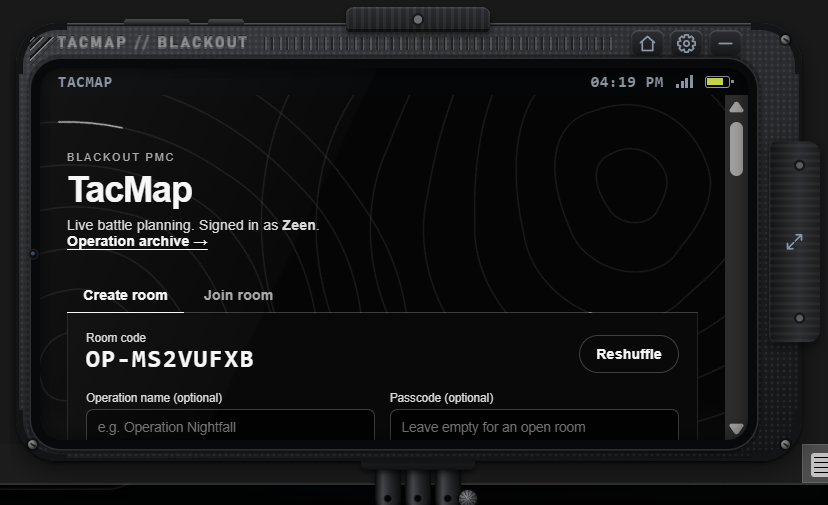 TACMAP // BLACKOUT
TACMAP
04:19 PM
BLACKOUT PMC
TacMap
Live battle planning. Signed in as Zeen.
Operation archive →
Create room
Join room
Room code
OP-MS2VUFXB
Reshuffle
Operation name (optional)
Passcode (optional)
e.g. Operation Nightfall
Leave empty for an open room